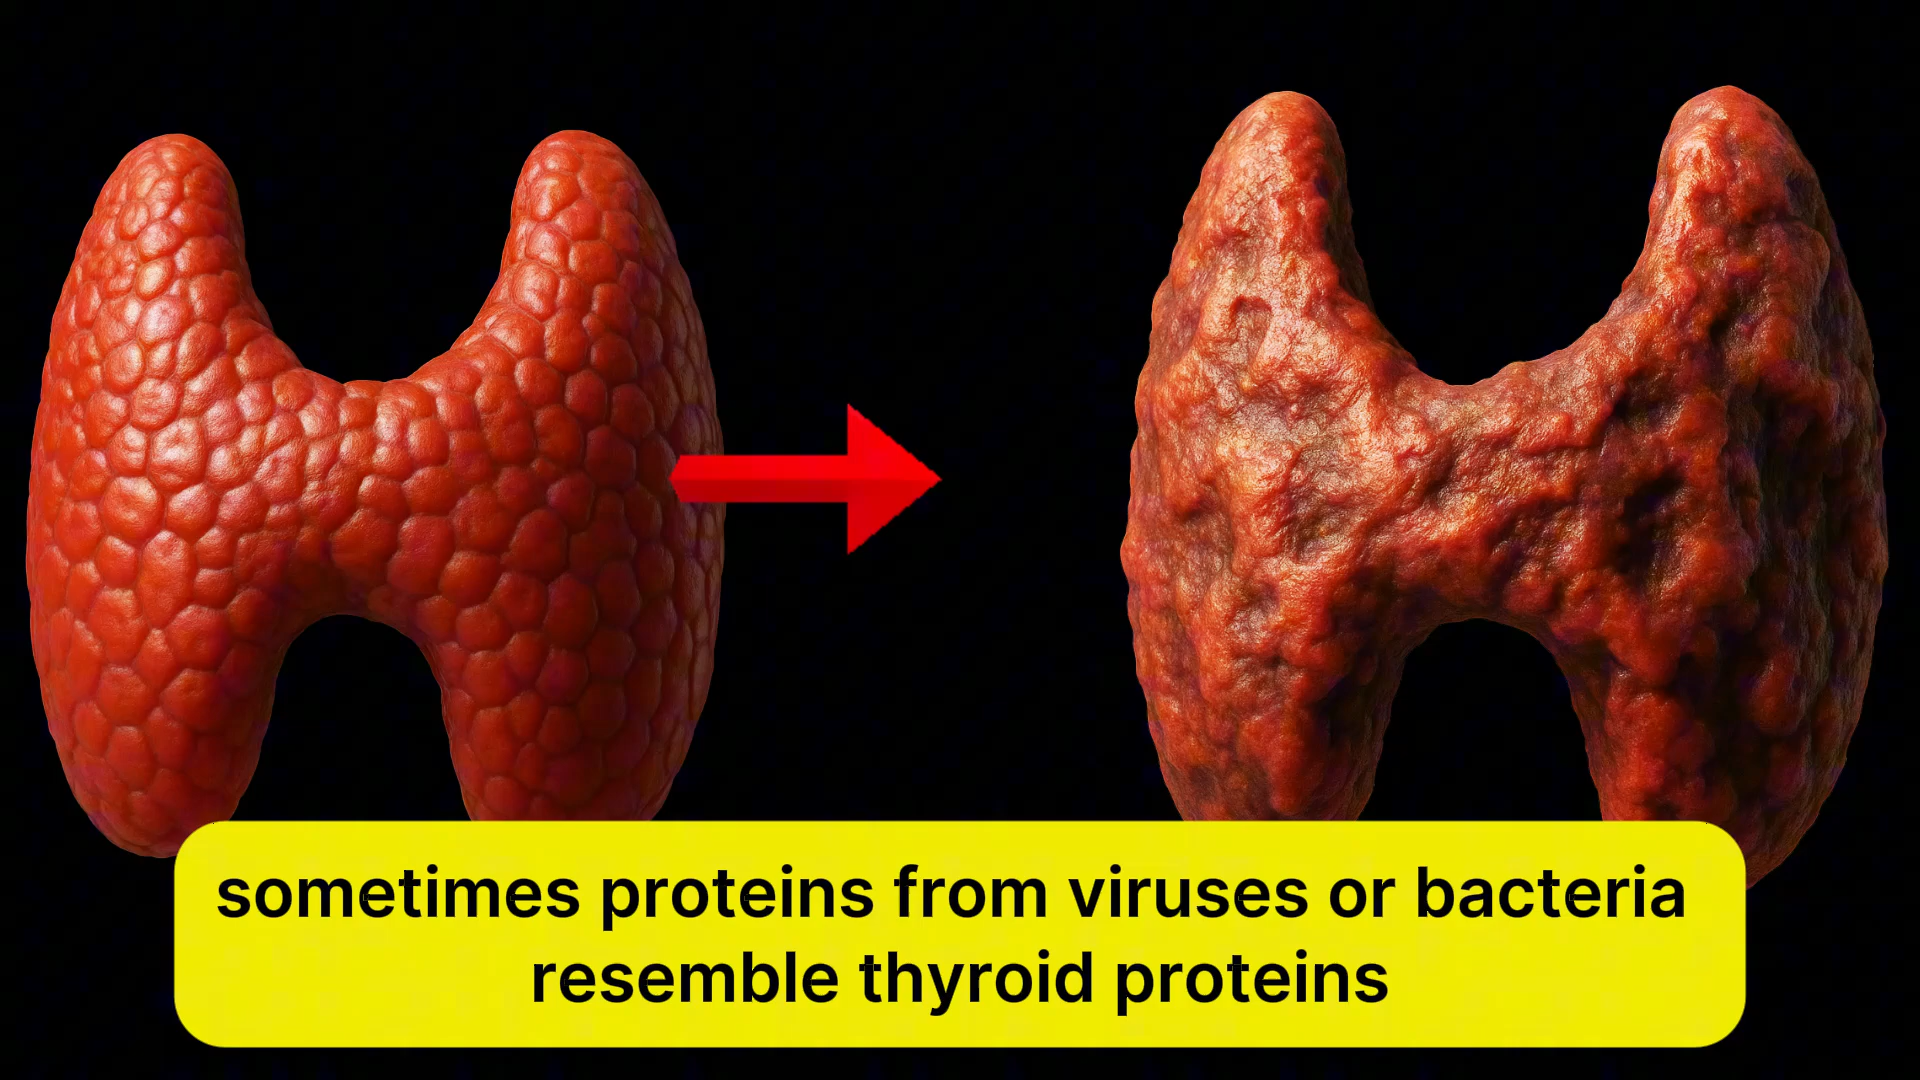 sometimes proteins from viruses or bacteria
resemble thyroid proteins